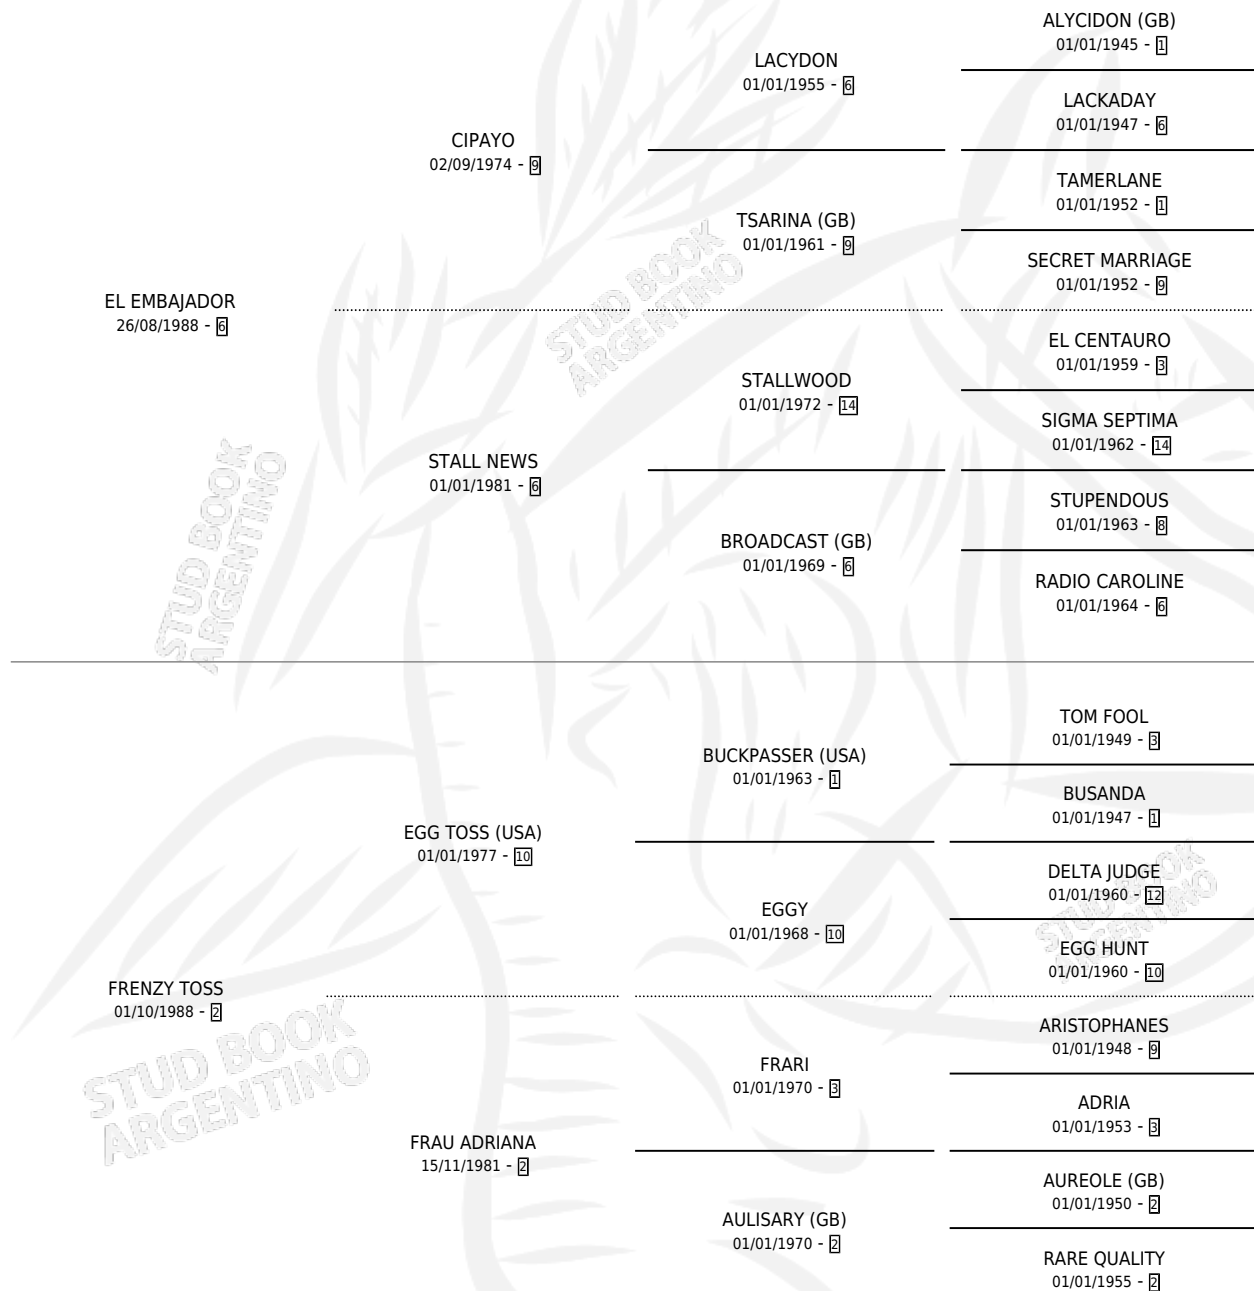 ALYCIDON (GB)
01/01/1945 - 1
LACYDON
01/01/1955 - 6
LACKADAY
01/01/1947 - 6
CIPAYO
02/09/1974 - 9
TAMERLANE
01/01/1952 - 1
TSARINA (GB)
01/01/1961 - 9
SECRET MARRIAGE
01/01/1952 - 9
EL EMBAJADOR
26/08/1988 - 6
STUD BOOK
ARGENTINO
EL CENTAURO
01/01/1959 - 3
STALLWOOD
01/01/1972 - 14
SIGMA SEPTIMA
01/01/1962 - 14
STALL NEWS
01/01/1981 - 6
STUPENDOUS
01/01/1963 - 8
BROADCAST (GB)
01/01/1969 - 6
RADIO CAROLINE
01/01/1964 - 6
STUD BOOK
ARGENTINO
TOM FOOL
01/01/1949 - 3
BUCKPASSER (USA)
01/01/1963 - 1
BUSANDA
01/01/1947 - 1
EGG TOSS (USA)
01/01/1977 - 10
DELTA JUDGE
01/01/1960 - 12
EGGY
01/01/1968 - 10
STUD BOOK
ARGENTINO
EGG HUNT
01/01/1960 - 10
FRENZY TOSS
01/10/1988 - 2
STUD BOOK
ARGENTINO
ARISTOPHANES
01/01/1948 - 9
FRARI
01/01/1970 - 3
ADRIA
01/01/1953 - 3
FRAU ADRIANA
15/11/1981 - 2
AUREOLE (GB)
01/01/1950 - 2
AULISARY (GB)
01/01/1970 - 2
RARE QUALITY
01/01/1955 - 2